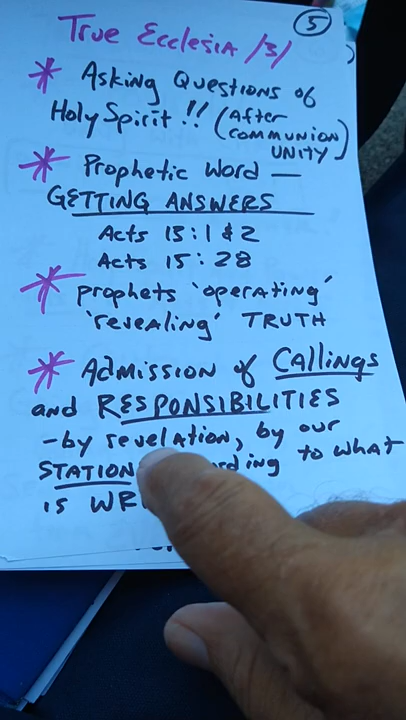 5
True Ecclesia /3/
* Asking Questions of
Holy Spirit !! (After
COMMUNION
UNITY)
* Prophetic Word —
GETTING ANSWERS
Acts 13:1 & 2
Acts 15:28
* prophets 'operating'
'revealing' TRUTH
* Admission of Callings
and RESPONSIBILITIES
- by revelation, by our
STATION to what
is